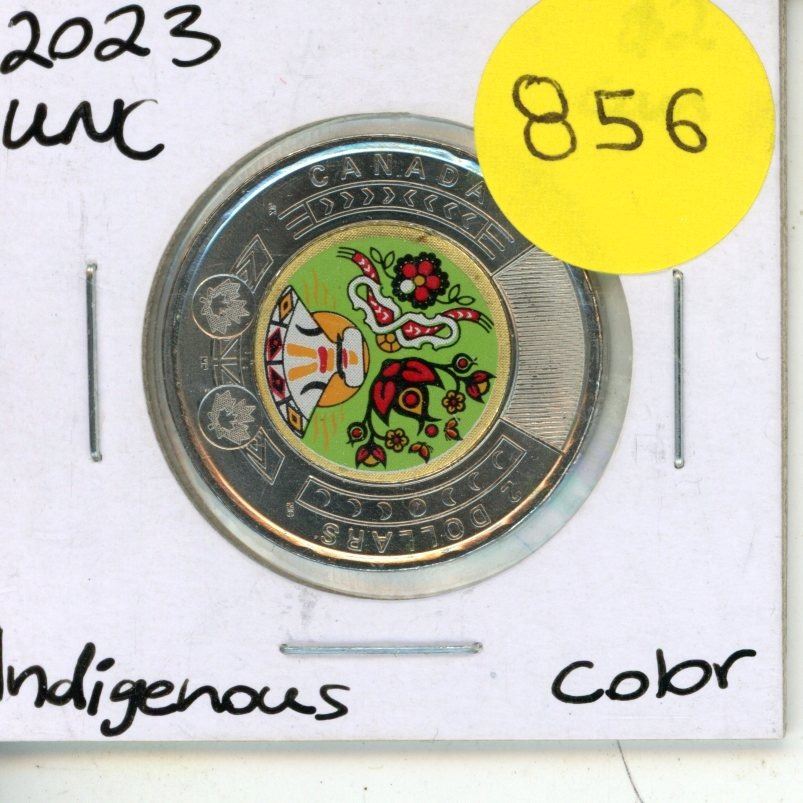 2023
UNC
856
CANADA
2 DOLLARS
Indigenous
Color